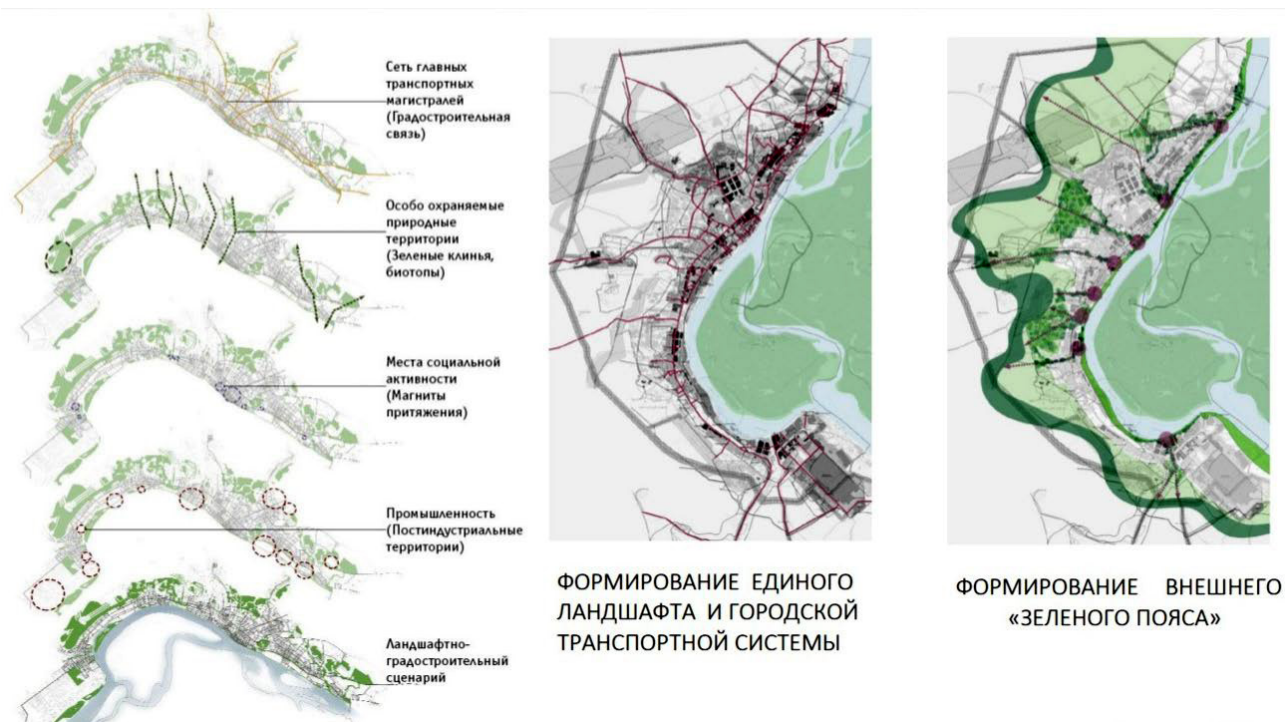 Сеть главных
транспортных
магистралей
(Градостроительная
связь)
Особо охраняемые
природные
территории
(Зеленые клинья,
биотопы)
Места социальной
активности
(Магниты
притяжения)
Промышленность
(Постиндустриальные
территории)
Ландшафтно-
градостроительный
сценарий
ФОРМИРОВАНИЕ ЕДИНОГО
ЛАНДШАФТА И ГОРОДСКОЙ
ТРАНСПОРТНОЙ СИСТЕМЫ
ФОРМИРОВАНИЕ ВНЕШНЕГО
«ЗЕЛЕНОГО ПОЯСА»